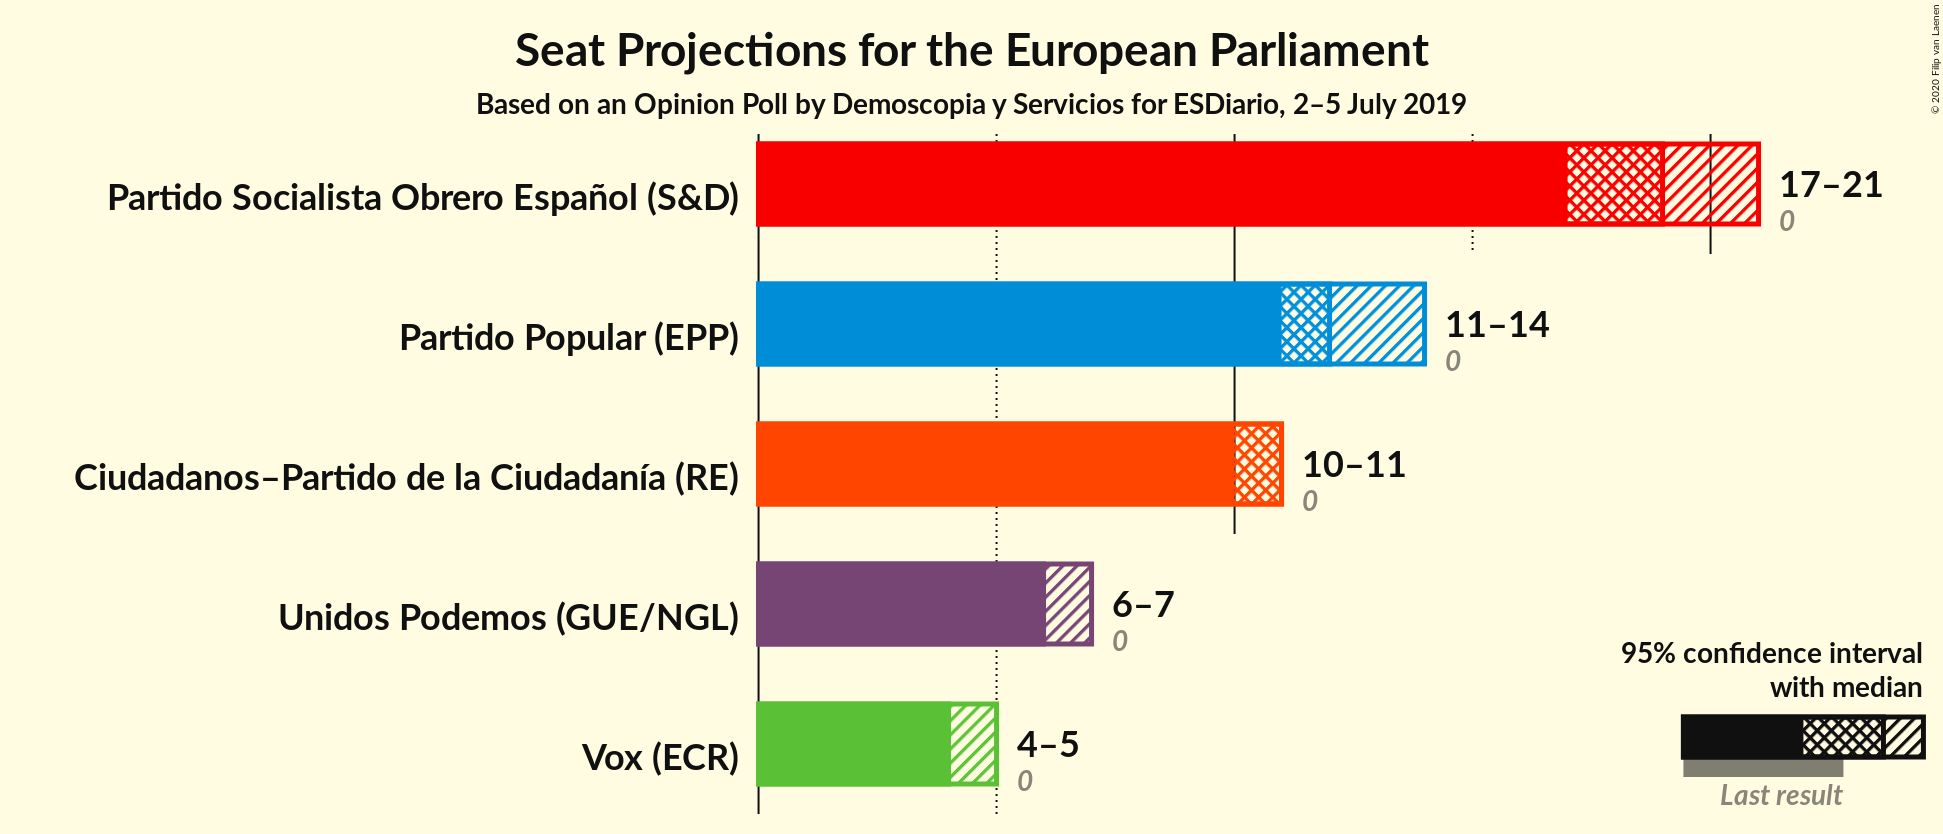 Seat Projections for the European Parliament
Based on an Opinion Poll by Demoscopia y Servicios for ESDiario, 2–5 July 2019
© 2020 Filip van Laenen
Partido Socialista Obrero Español (S&D)
17–21
0
Partido Popular (EPP)
11–14
0
Ciudadanos–Partido de la Ciudadanía (RE)
10–11
0
Unidos Podemos (GUE/NGL)
6–7
0
Vox (ECR)
4–5
0
95% confidence interval
with median
Last result